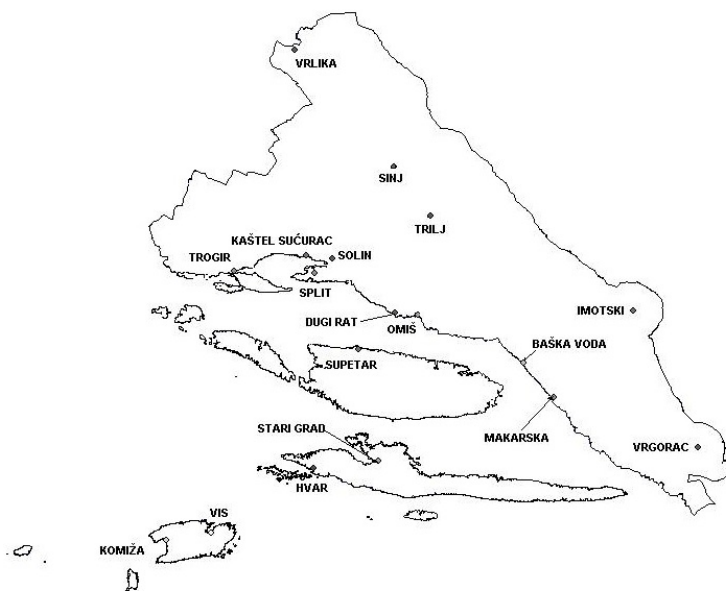 VRLIKA
SINJ
TRILJ
KAŠTEL SUĆURAC
SOLIN
TROGIR
SPLIT
DUGI RAT
OMIŠ
IMOTSKI
BAŠKA VODA
SUPETAR
STARI GRAD
MAKARSKA
VRGORAC
HVAR
VIS
KOMIŽA